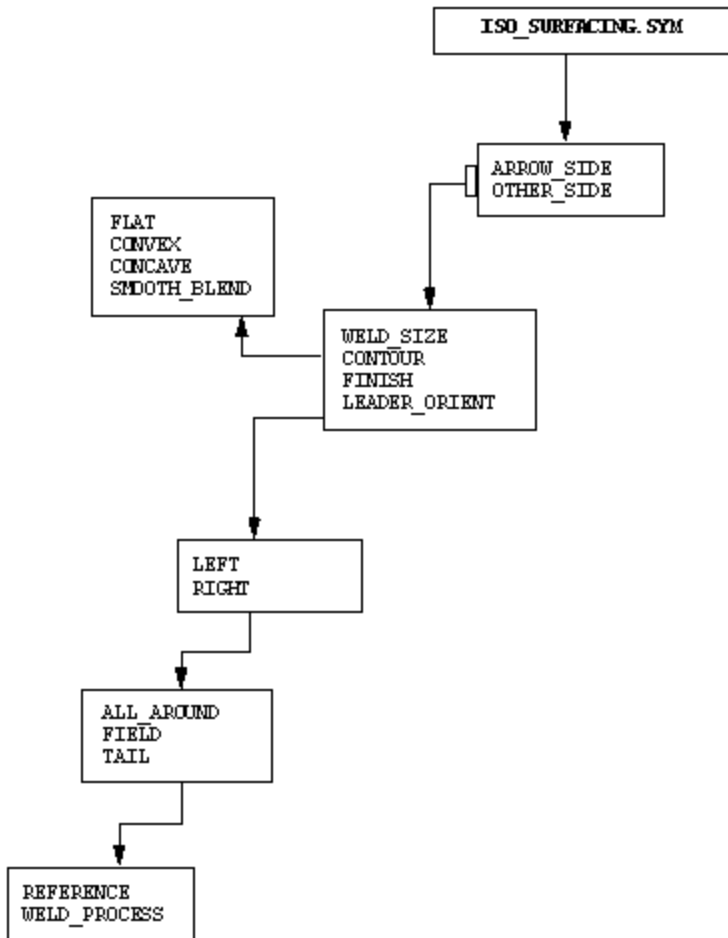 ISO_SURFACING.SYM
ARROW_SIDE
OTHER_SIDE
FLAT
CONVEX
CONCAVE
SMOOTH_BLEND
WELD_SIZE
CONTOUR
FINISH
LEADER_ORIENT
LEFT
RIGHT
ALL_AROUND
FIELD
TAIL
REFERENCE
WELD_PROCESS